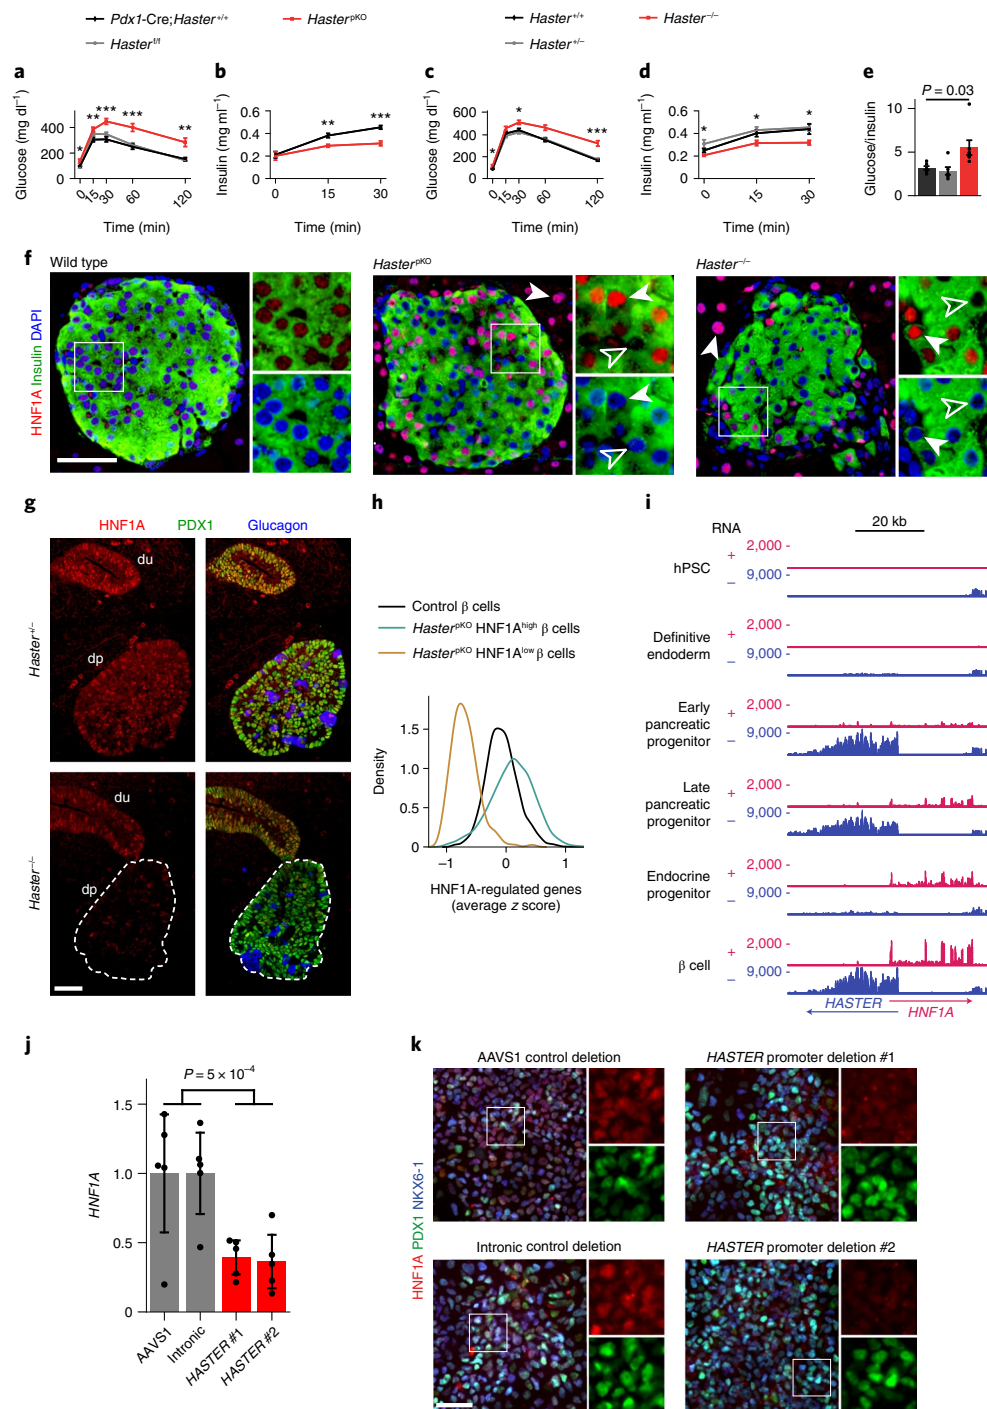 Pdx1-Cre;Haster+/+
HasterpKO
Hasterf/f
Haster+/+
Haster−/−
Haster+/−
a
Glucose (mg dl−1)
400
200
0
*
**
***
***
**
0
15
30
60
120
Time (min)
b
Insulin (mg ml−1)
0.6
0.4
0.2
0
**
***
0
15
30
Time (min)
c
Glucose (mg dl−1)
600
400
200
0
*
*
***
0
15
30
60
120
Time (min)
d
Insulin (mg ml−1)
0.6
0.4
0.2
0
*
*
*
0
15
30
Time (min)
e
P = 0.03
Glucose/insulin
10
5
0
f
Wild type
HasterpKO
Haster−/−
HNF1A Insulin DAPI
g
HNF1A
PDX1
Glucagon
Haster+/−
du
dp
Haster−/−
du
dp
h
Control β cells
HasterpKO HNF1Ahigh β cells
HasterpKO HNF1Alow β cells
Density
1.5
1.0
0.5
0
−1
0
1
HNF1A-regulated genes
(average z score)
i
RNA
20 kb
hPSC
+
2,000
−
9,000
Definitive
endoderm
+
2,000
−
9,000
Early
pancreatic
progenitor
+
2,000
−
9,000
Late
pancreatic
progenitor
+
2,000
−
9,000
Endocrine
progenitor
+
2,000
−
9,000
β cell
+
2,000
−
9,000
HASTER
HNF1A
j
P = 5 × 10−4
HNF1A
1.5
1.0
0.5
0
AAVS1
Intronic
HASTER #1
HASTER #2
k
HNF1A PDX1 NKX6-1
AAVS1 control deletion
HASTER promoter deletion #1
Intronic control deletion
HASTER promoter deletion #2